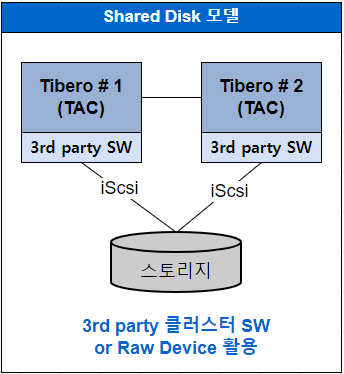 Shared Disk 모델
Tibero # 1
(TAC)
3rd party SW
Tibero # 2
(TAC)
3rd party SW
iScsi
iScsi
스토리지
3rd party 클러스터 SW
or Raw Device 활용